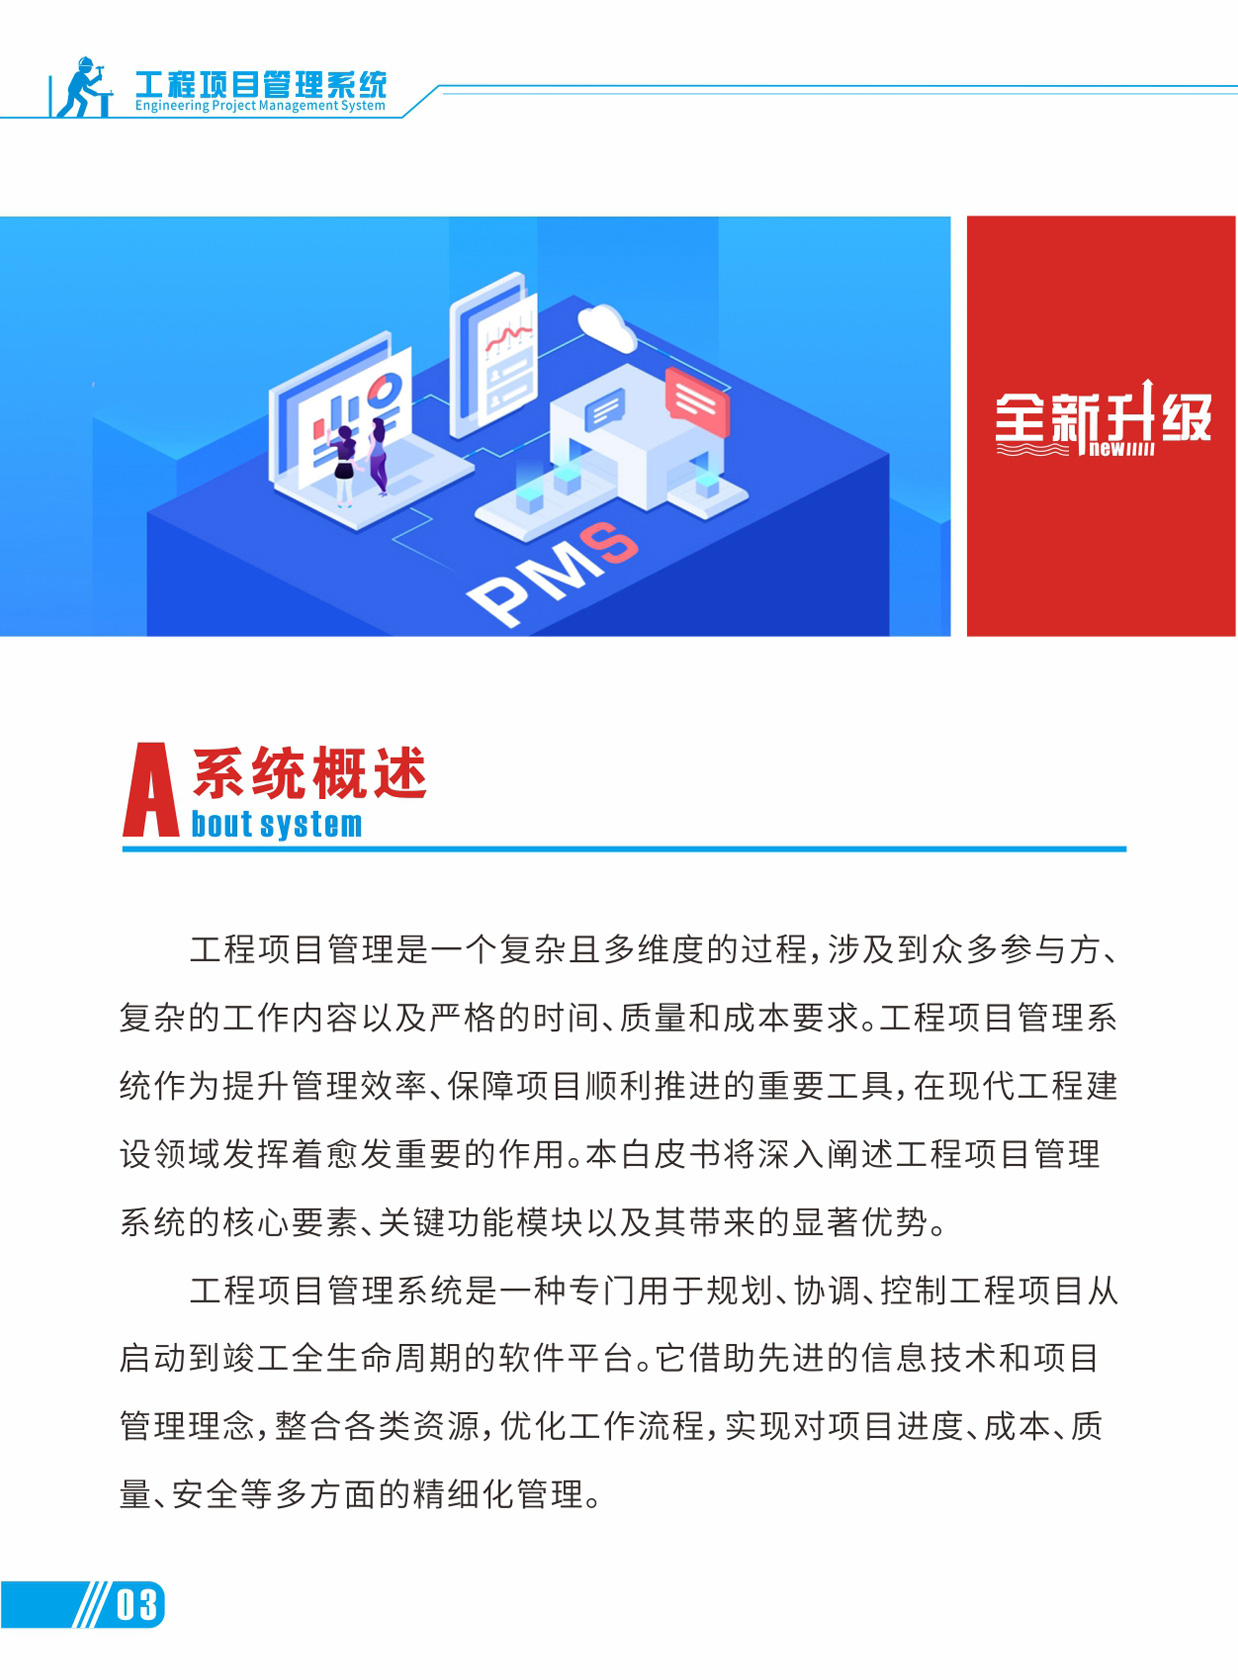 工程项目管理系统
Engineering Project Management System
全新升级
new
PMS
A系统概述
bout system
工程项目管理是一个复杂且多维度的过程，涉及到众多参与方、
复杂的工作内容以及严格的时间、质量和成本要求。工程项目管理系
统作为提升管理效率、保障项目顺利推进的重要工具，在现代工程建
设领域发挥着愈发重要的作用。本白皮书将深入阐述工程项目管理
系统的核心要素、关键功能模块以及其带来的显著优势。
工程项目管理系统是一种专门用于规划、协调、控制工程项目从
启动到竣工全生命周期的软件平台。它借助先进的信息技术和项目
管理理念，整合各类资源，优化工作流程，实现对项目进度、成本、质
量、安全等多方面的精细化管理。
03